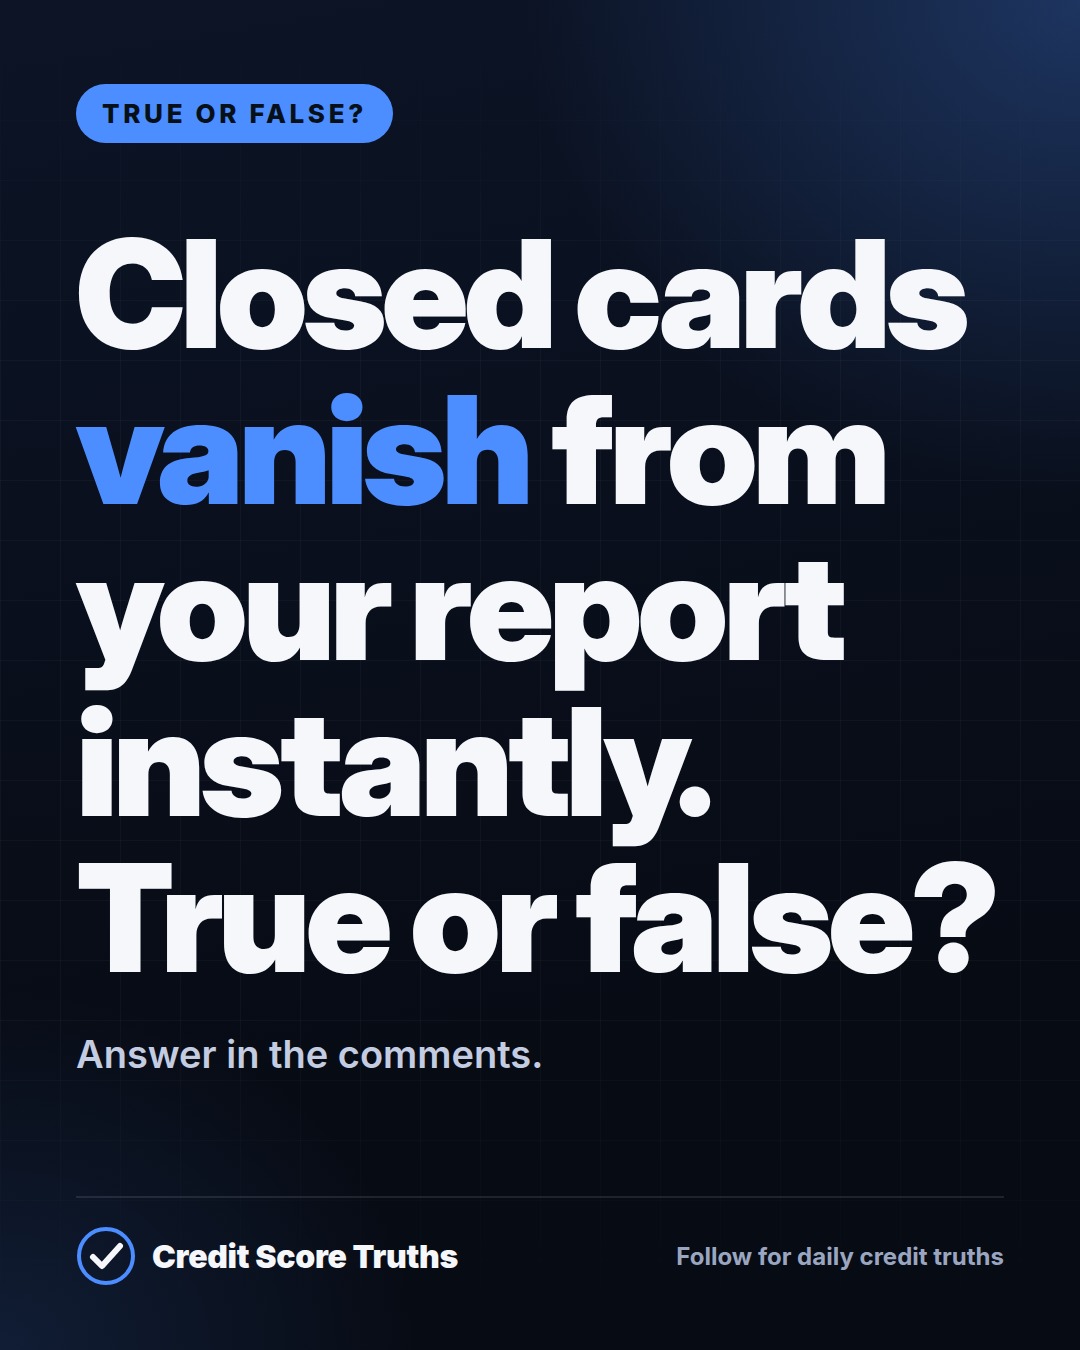 TRUE OR FALSE?
Closed cards
vanish from
your report
instantly.
True or false?
Answer in the comments.
Credit Score Truths
Follow for daily credit truths